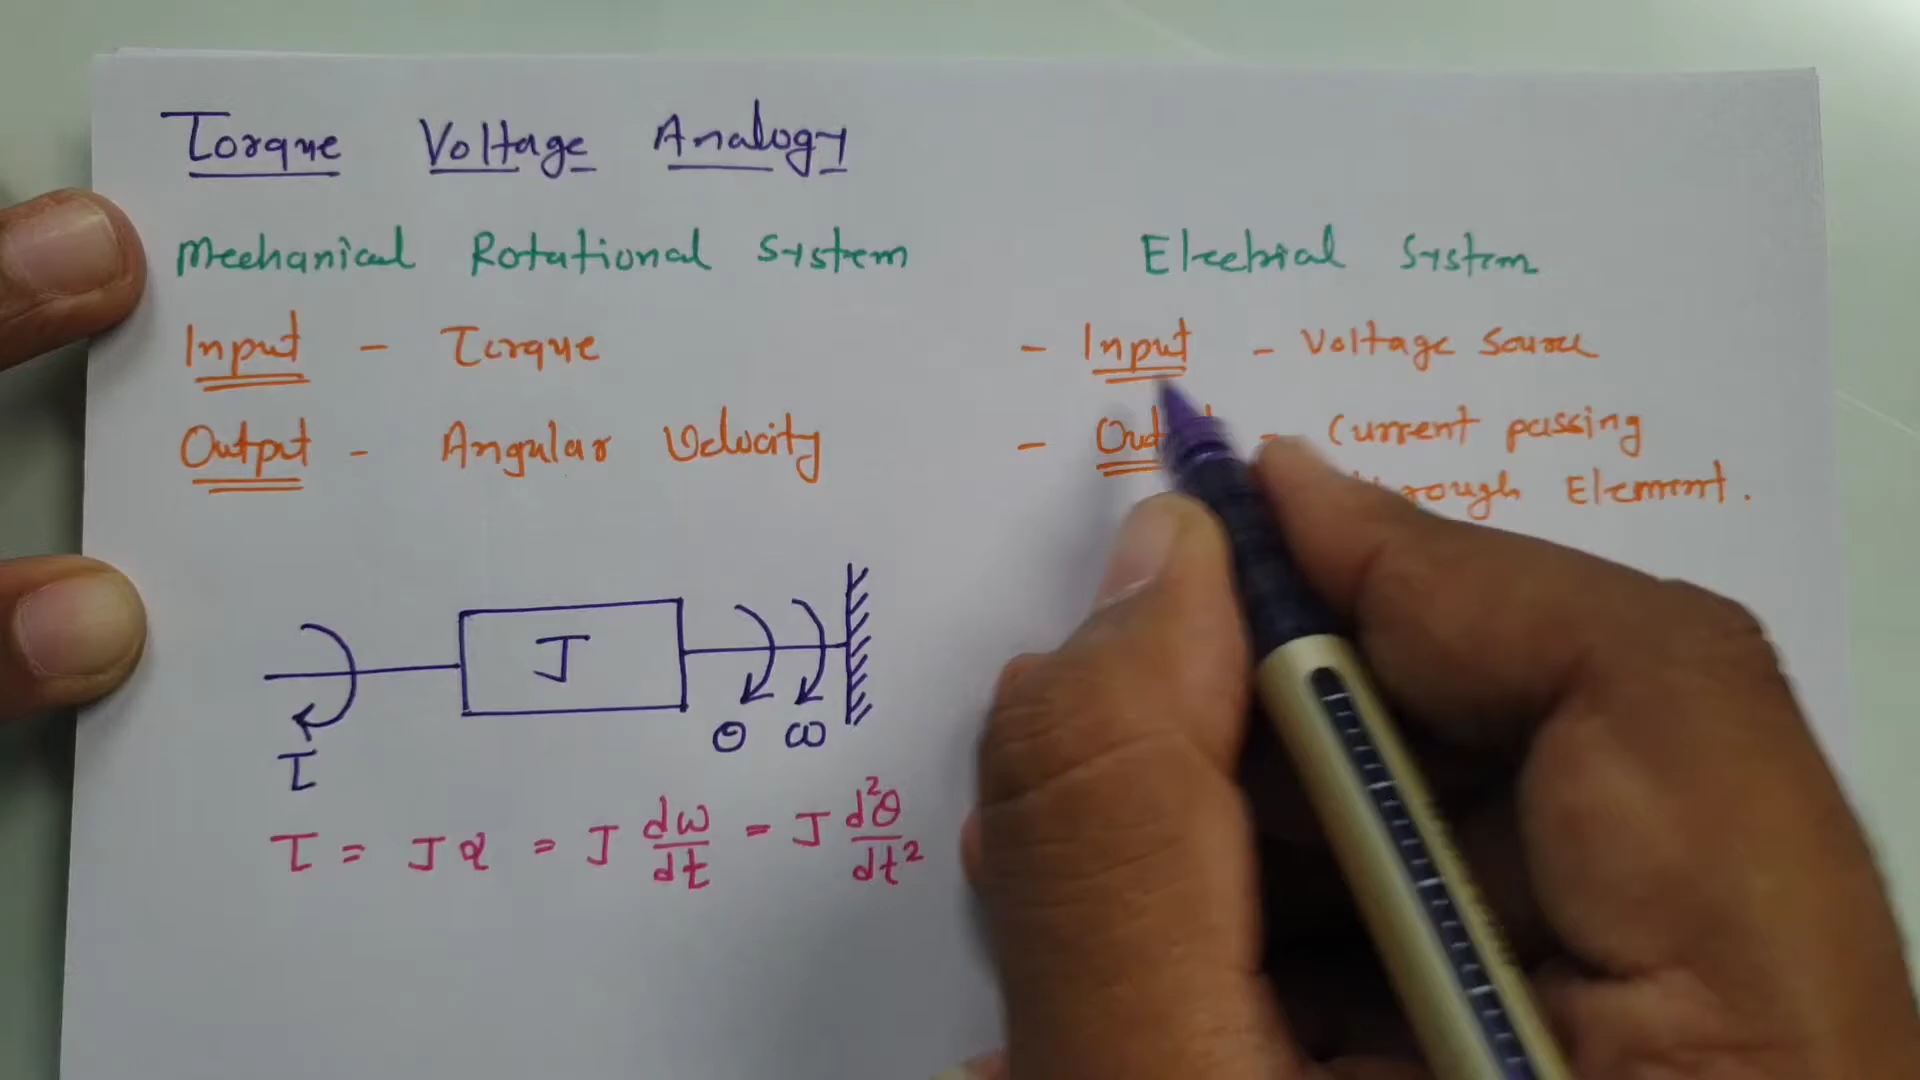 Torque Voltage Analogy
Mechanical Rotational System
Input - Torque
Output - Angular Velocity
J
θ ω
T
T = Jα = J dω/dt = J d²θ/dt²
Electrical System
- Input - Voltage Source
- - Current passing
through Element.